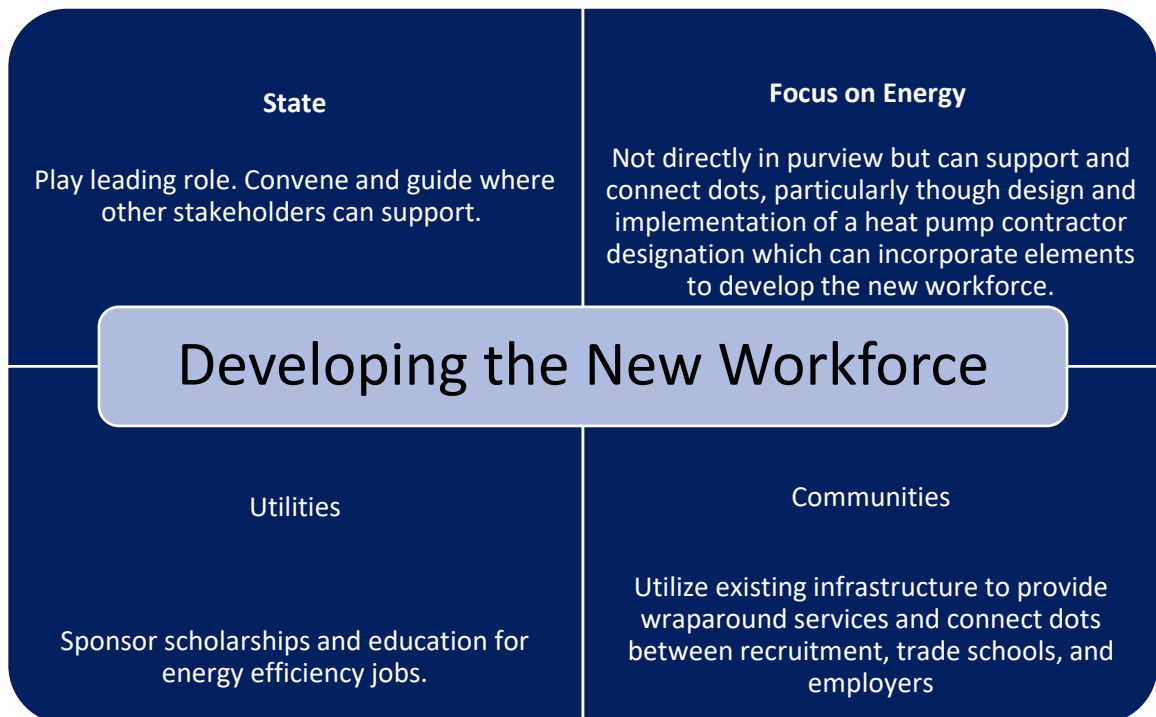 State
Play leading role. Convene and guide where
other stakeholders can support.
Focus on Energy
Not directly in purview but can support and
connect dots, particularly though design and
implementation of a heat pump contractor
designation which can incorporate elements
to develop the new workforce.
Developing the New Workforce
Utilities
Sponsor scholarships and education for
energy efficiency jobs.
Communities
Utilize existing infrastructure to provide
wraparound services and connect dots
between recruitment, trade schools, and
employers